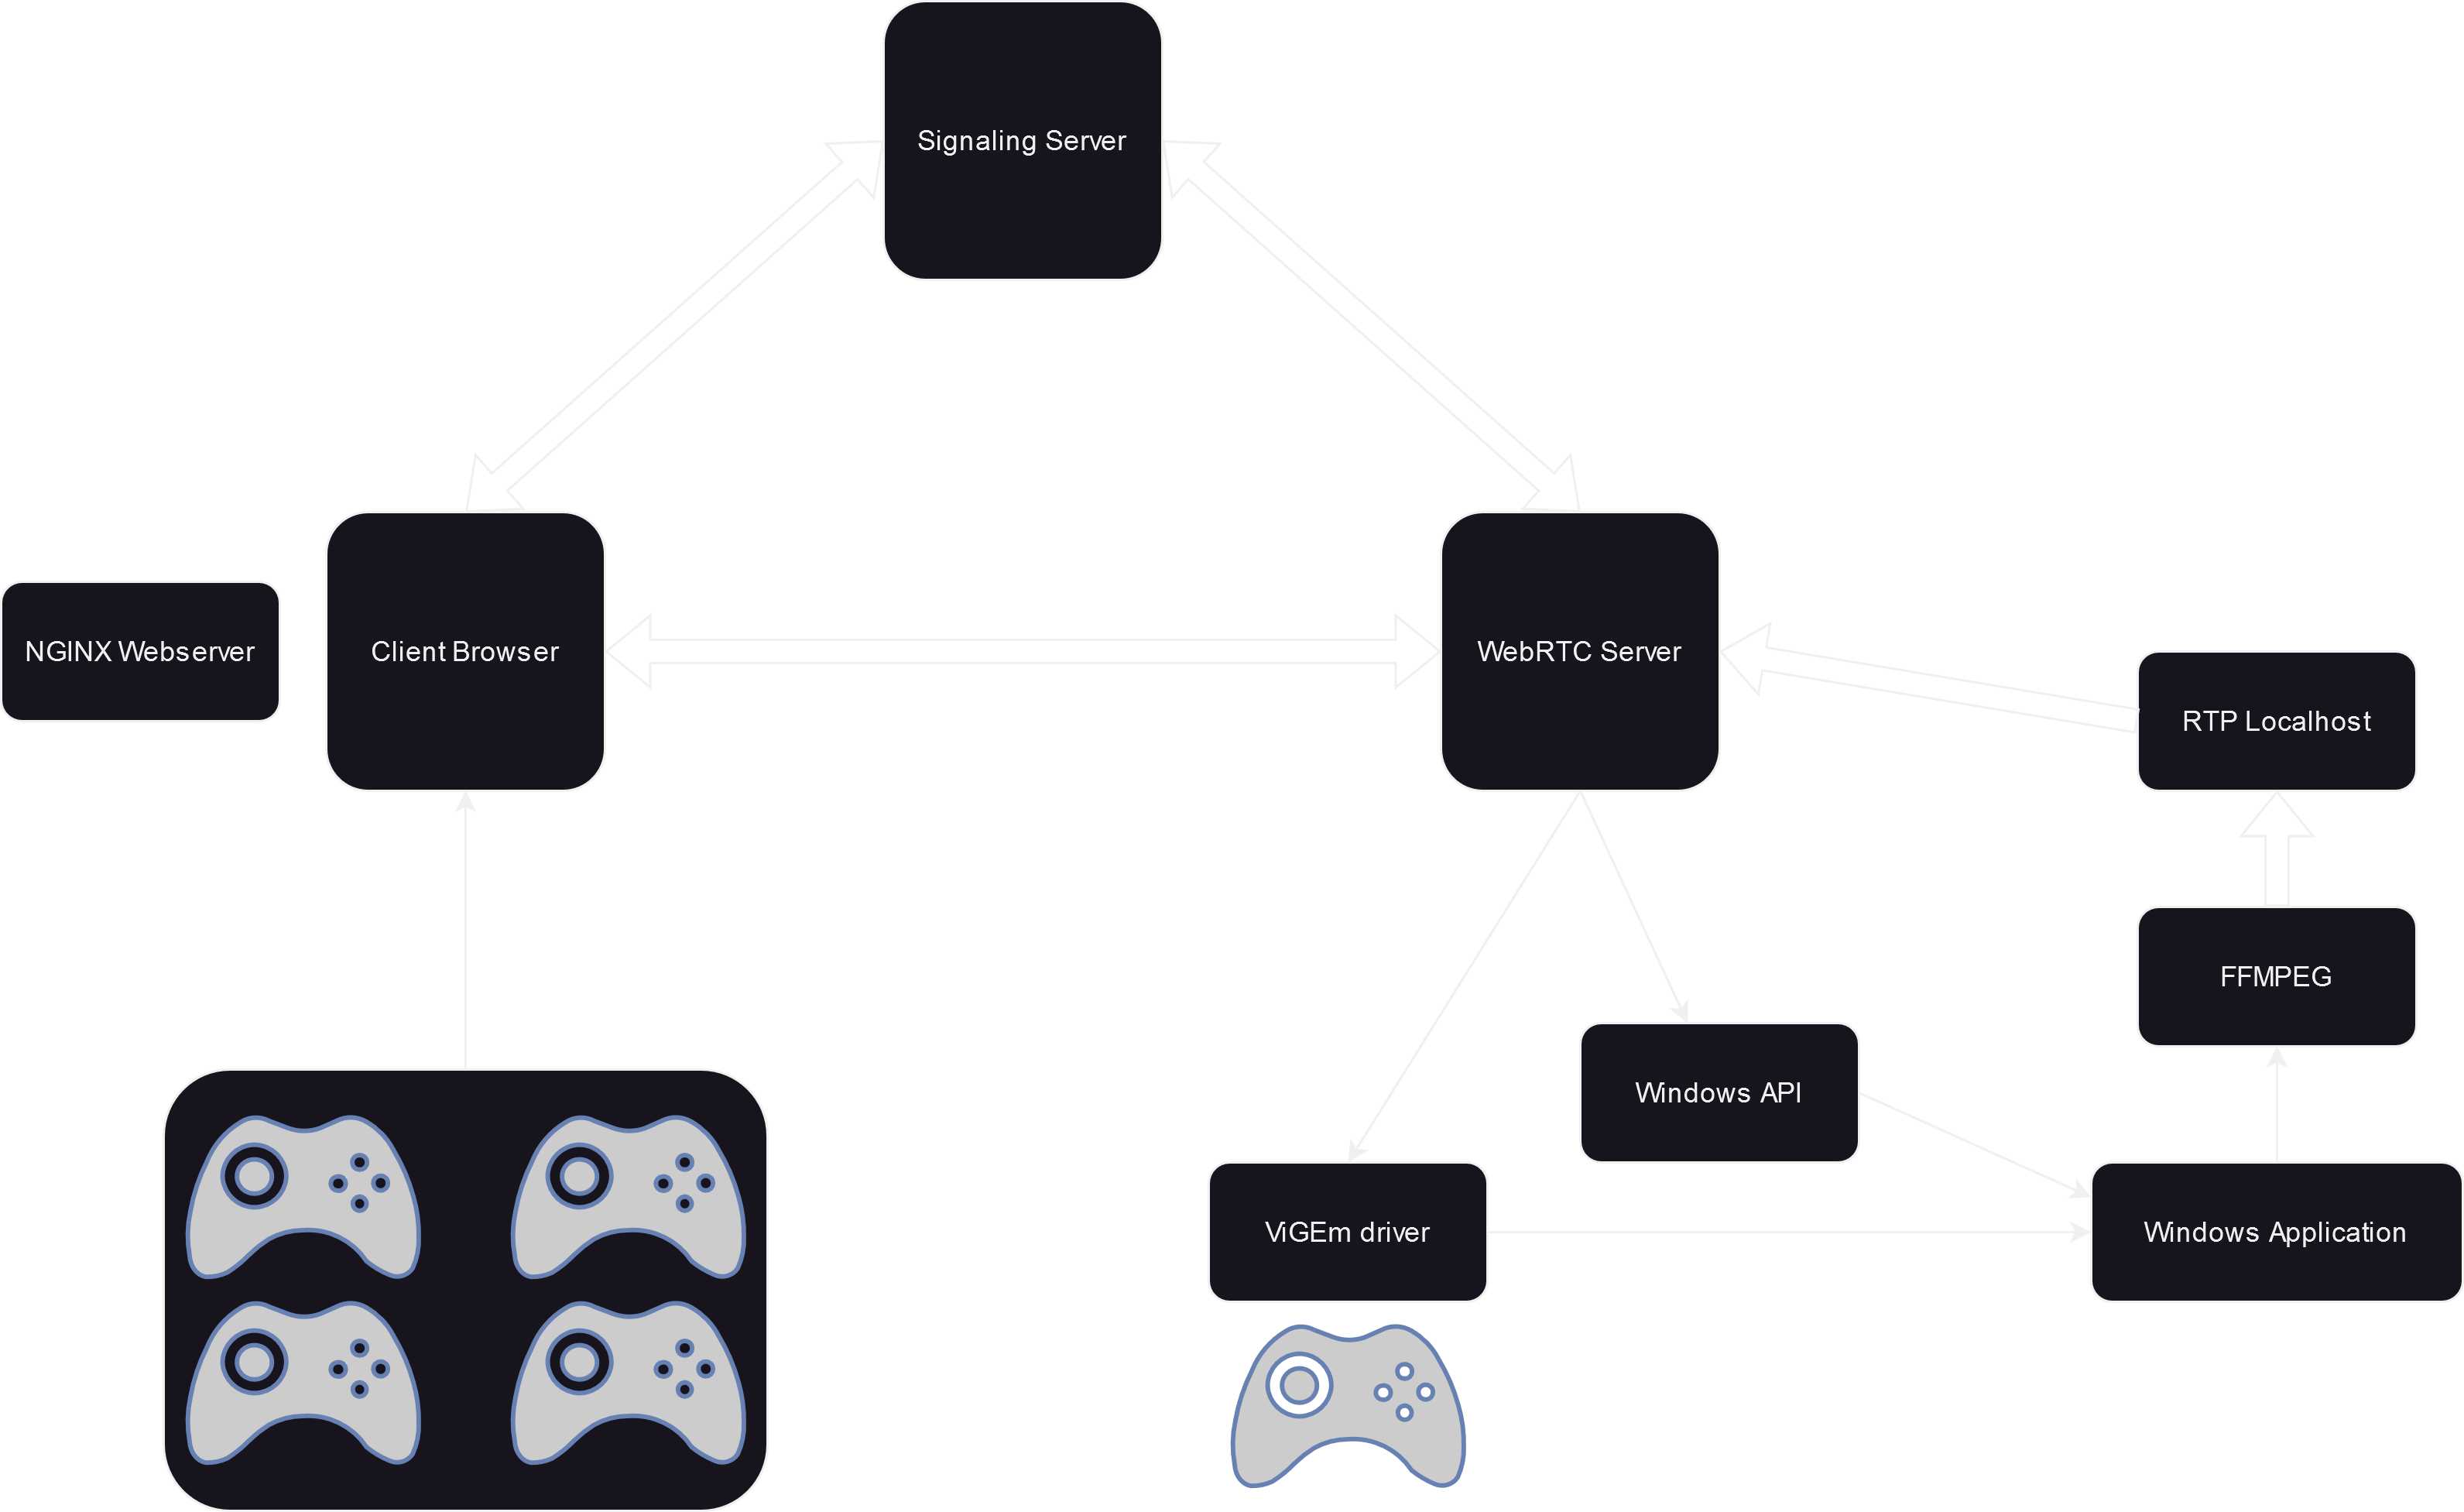 Signaling Server
NGINX Webserver
Client Browser
WebRTC Server
RTP Localhost
FFMPEG
Windows API
ViGEm driver
Windows Application